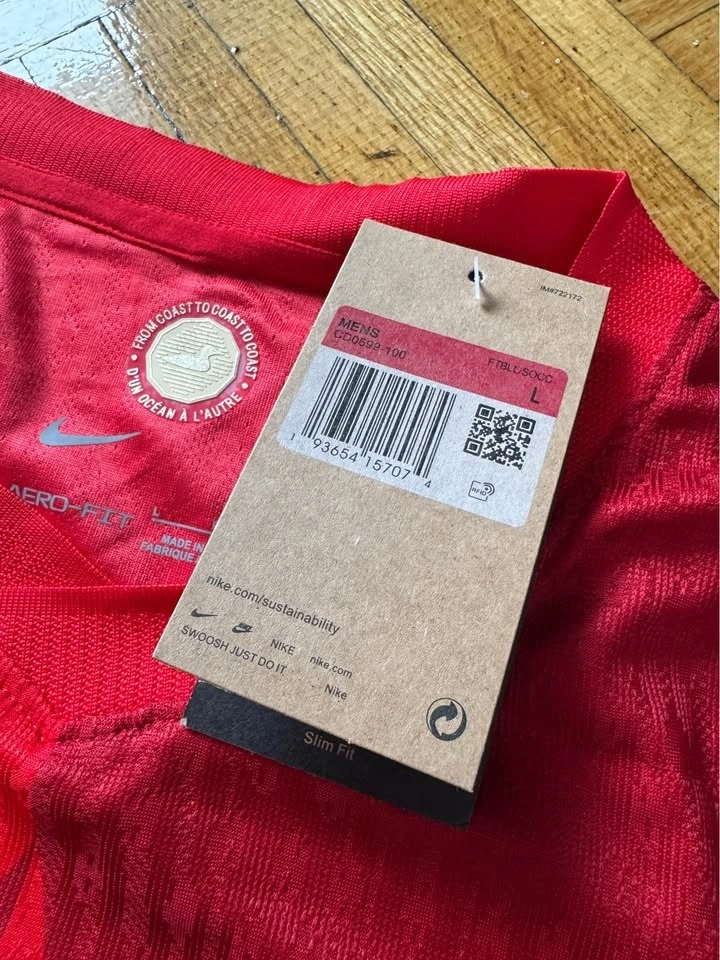 IM#722172
MENS
CD0698-100
FTBLL/SOCC
L
1 93654 15707 4
RFID
nike.com/sustainability
NIKE
SWOOSH JUST DO IT
nike.com
Nike
Slim Fit
• FROM COAST TO COAST TO COAST •
D'UN OCÉAN À L'AUTRE
AERO-FIT
L
MADE IN
FABRIQUÉ